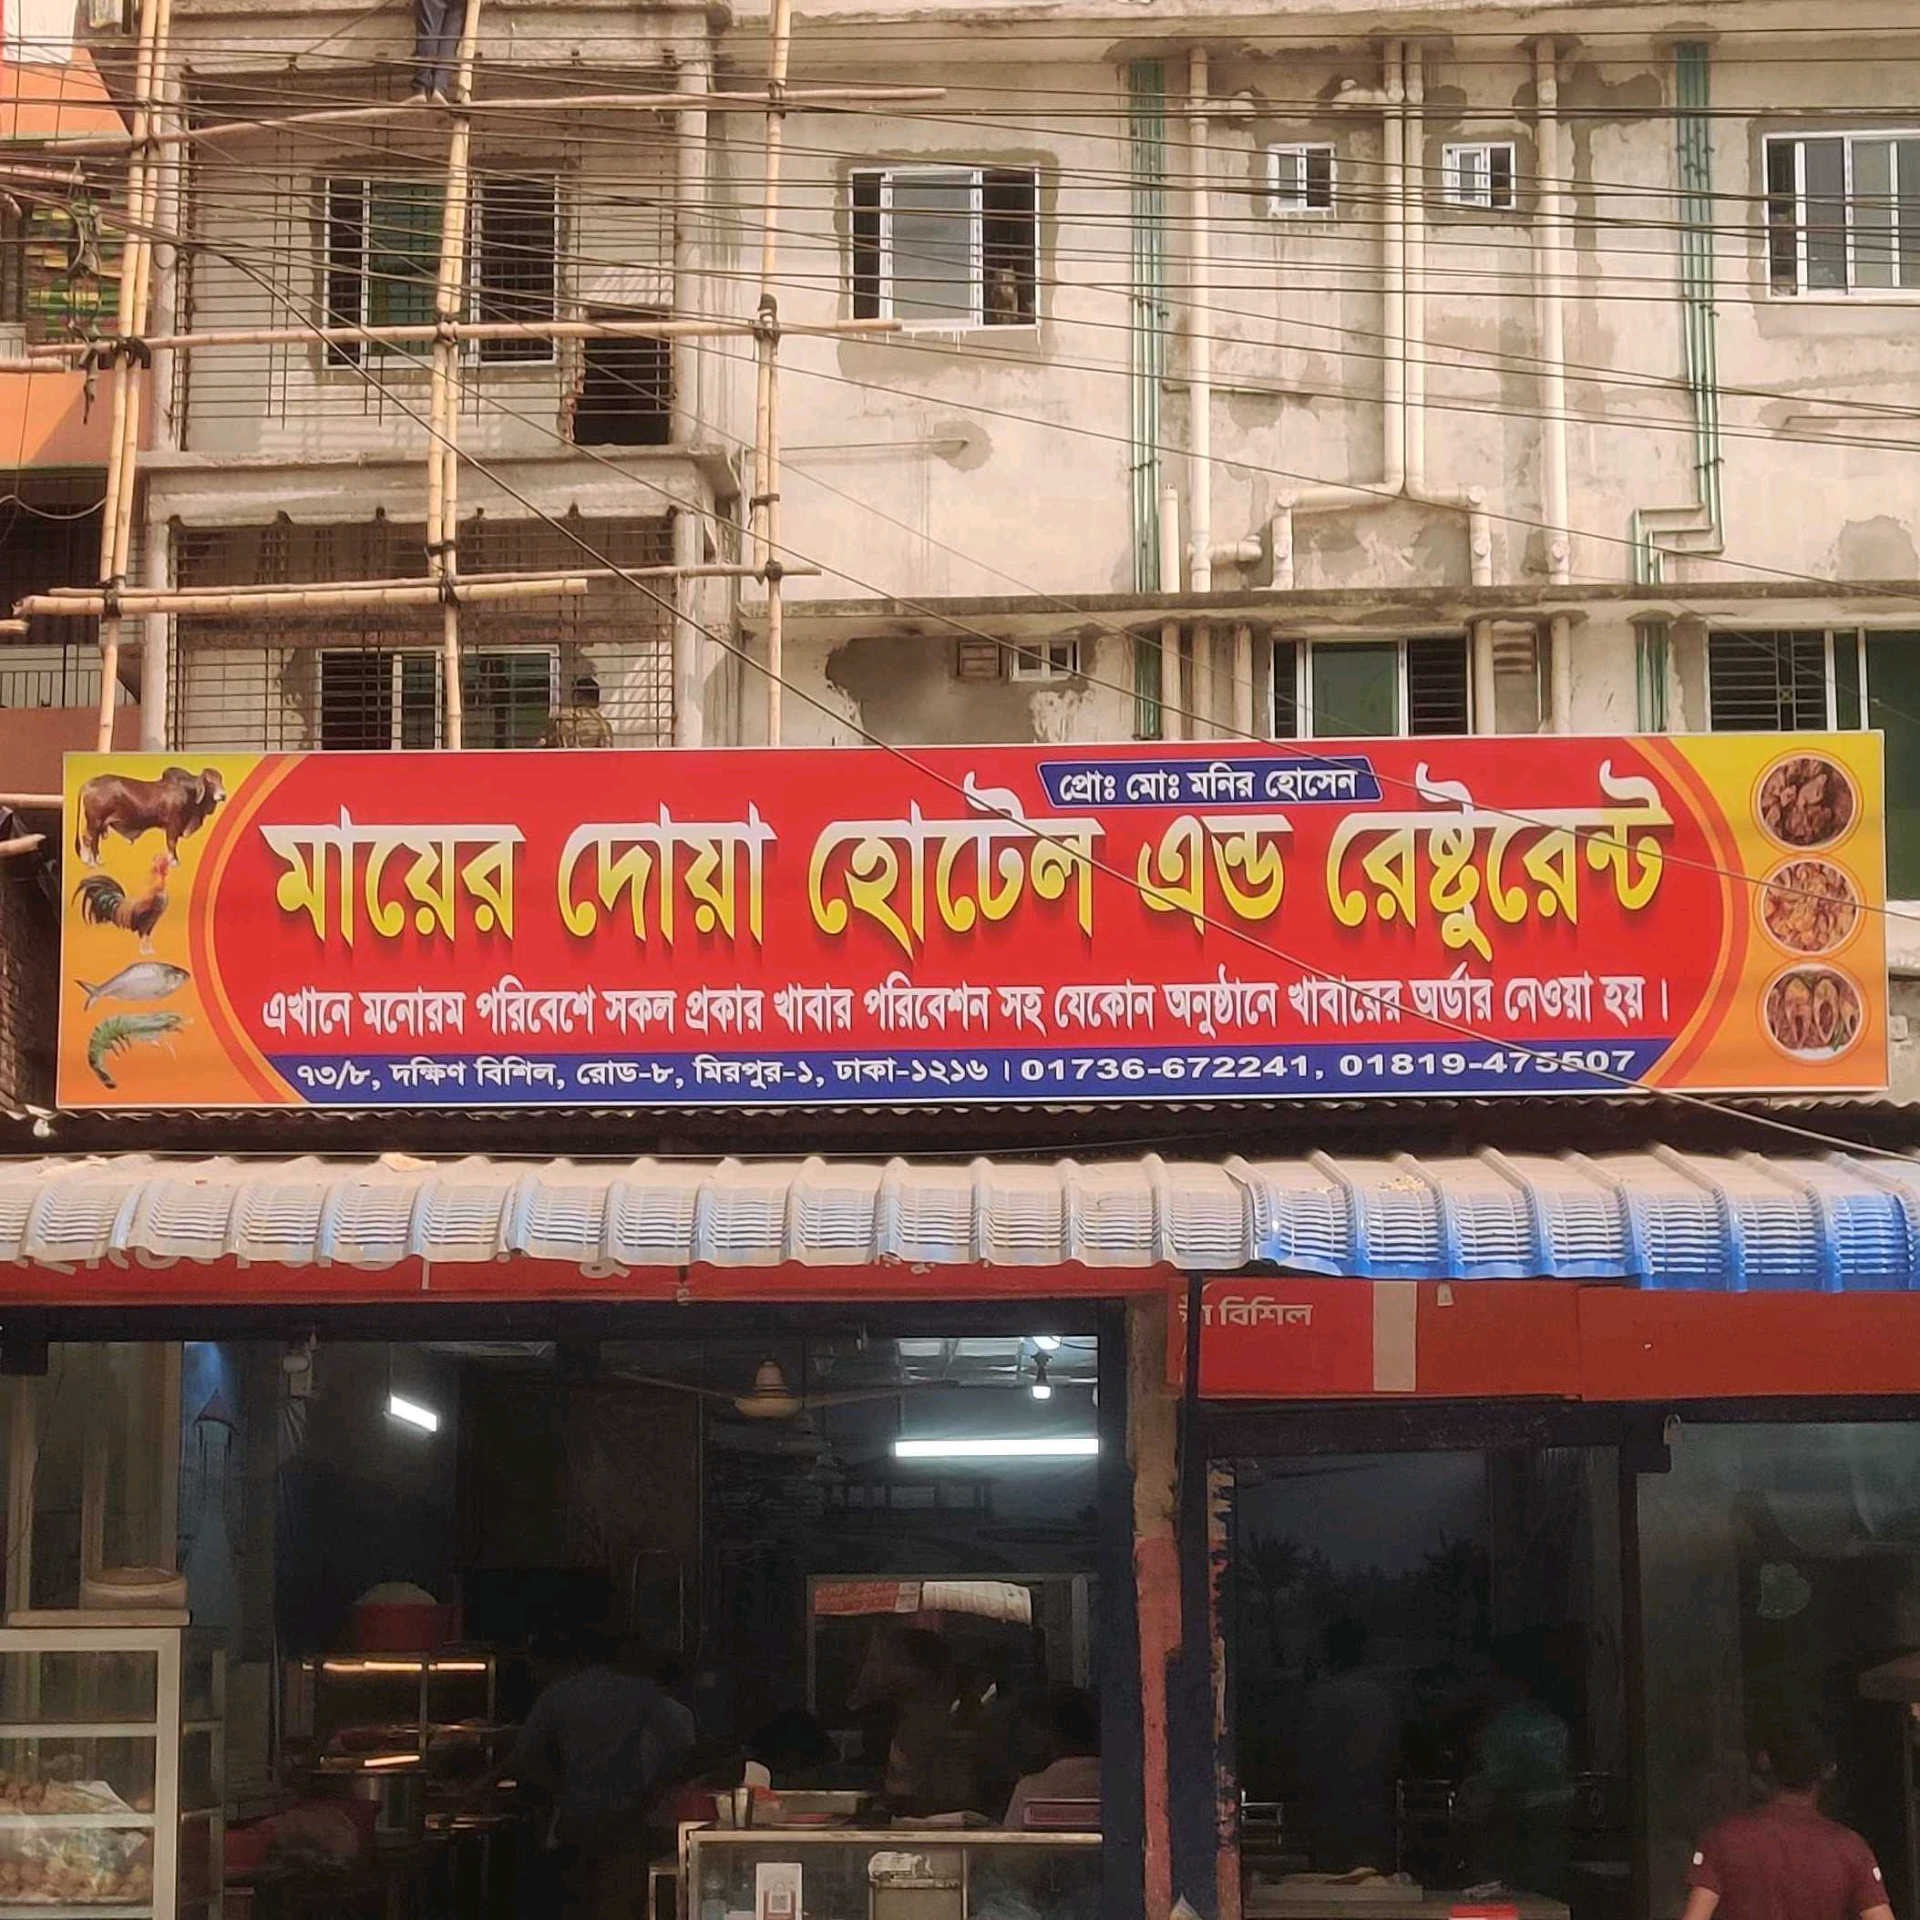 প্রোঃ মোঃ মনির হোসেন
মায়ের দোয়া হোটেল এন্ড রেষ্টুরেন্ট
এখানে মনোরম পরিবেশে সকল প্রকার খাবার পরিবেশন সহ যেকোন অনুষ্ঠানে খাবারের অর্ডার নেওয়া হয় ।
৭৩/৮, দক্ষিণ বিশিল, রোড-৮, মিরপুর-১, ঢাকা-১২১৬ । 01736-672241, 01819-475507
বিশিল